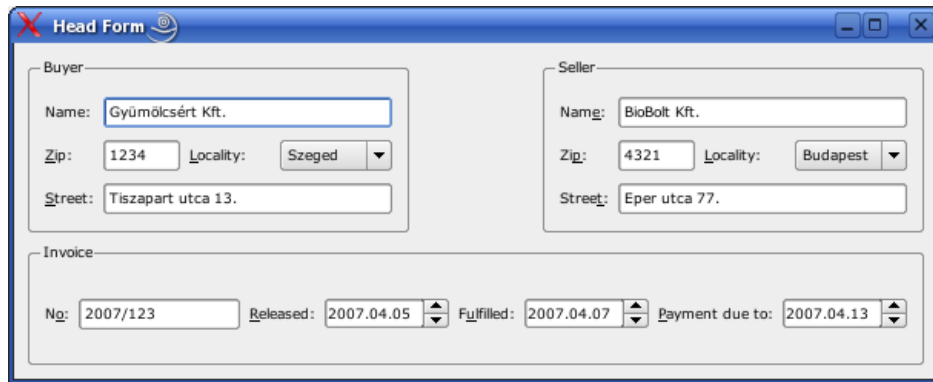 Head Form
Buyer
Name: Gyümölcsért Kft.
Zip: 1234 Locality: Szeged
Street: Tiszapart utca 13.
Seller
Name: BioBolt Kft.
Zip: 4321 Locality: Budapest
Street: Eper utca 77.
Invoice
No: 2007/123 Released: 2007.04.05 Fulfilled: 2007.04.07 Payment due to: 2007.04.13